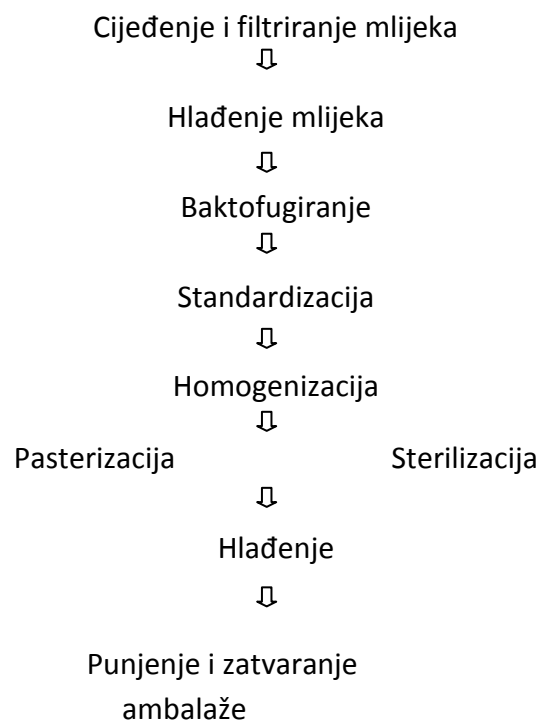 Cijeđenje i filtriranje mlijeka
⇩
Hlađenje mlijeka
⇩
Baktofugiranje
⇩
Standardizacija
⇩
Homogenizacija
⇩
Pasterizacija Sterilizacija
⇩
Hlađenje
⇩
Punjenje i zatvaranje
ambalaže